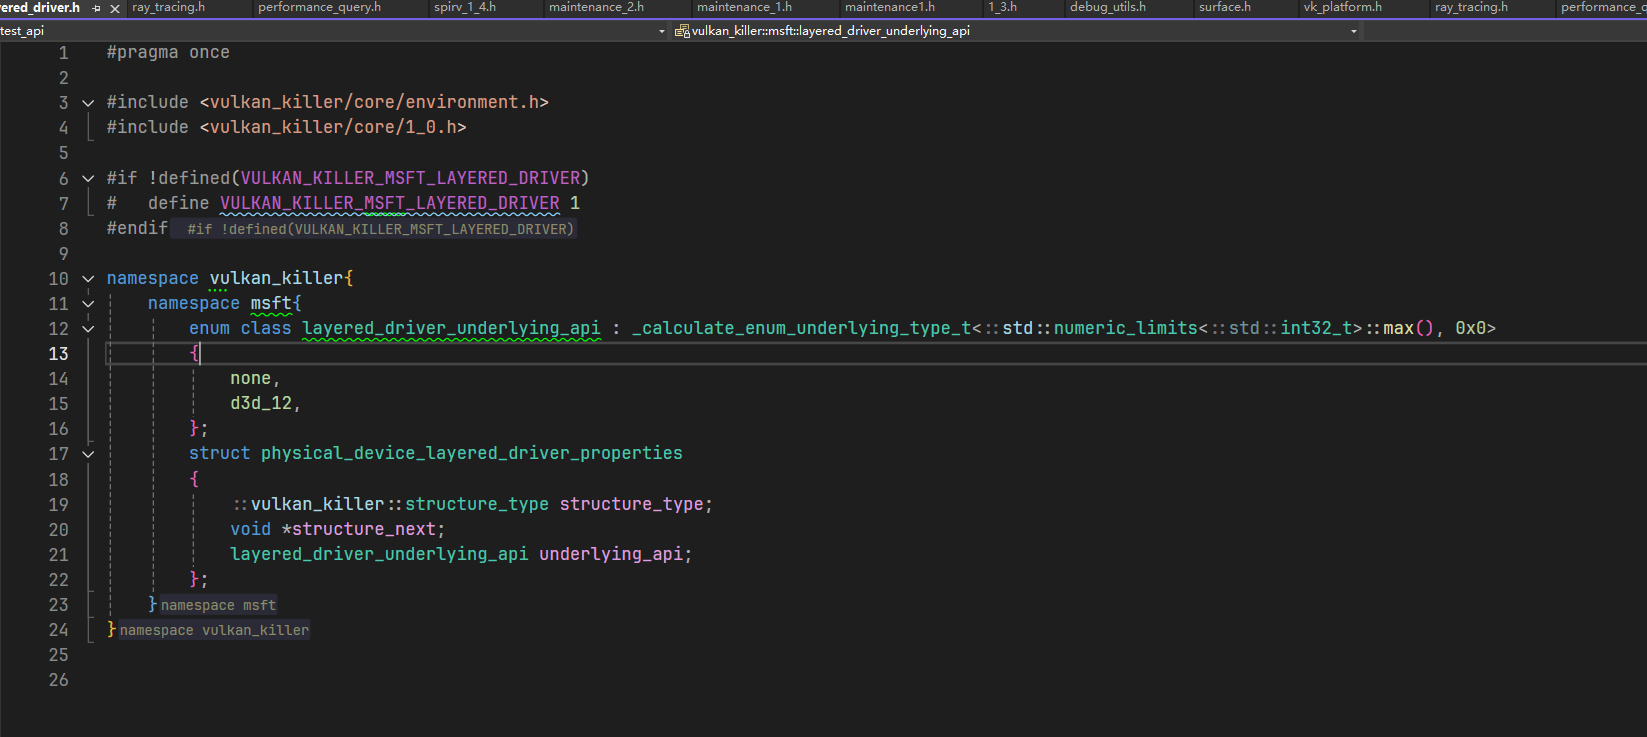 ered_driver.h ray_tracing.h performance_query.h spirv_1_4.h maintenance_2.h maintenance_1.h maintenance1.h 1_3.h debug_utils.h surface.h vk_platform.h ray_tracing.h performance_q
test_api vulkan_killer::msft::layered_driver_underlying_api
1 #pragma once
2
3 #include <vulkan_killer/core/environment.h>
4 #include <vulkan_killer/core/1_0.h>
5
6 #if !defined(VULKAN_KILLER_MSFT_LAYERED_DRIVER)
7 #   define VULKAN_KILLER_MSFT_LAYERED_DRIVER 1
8 #endif #if !defined(VULKAN_KILLER_MSFT_LAYERED_DRIVER)
9
10 namespace vulkan_killer{
11     namespace msft{
12         enum class layered_driver_underlying_api : _calculate_enum_underlying_type_t<::std::numeric_limits<::std::int32_t>::max(), 0x0>
13         {
14             none,
15             d3d_12,
16         };
17         struct physical_device_layered_driver_properties
18         {
19             ::vulkan_killer::structure_type structure_type;
20             void *structure_next;
21             layered_driver_underlying_api underlying_api;
22         };
23     } namespace msft
24 } namespace vulkan_killer
25
26